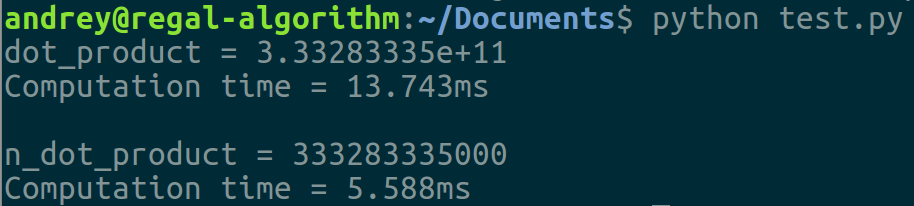 andrey@regal-algorithm:~/Documents$ python test.py
dot_product = 3.33283335e+11
Computation time = 13.743ms
n_dot_product = 333283335000
Computation time = 5.588ms